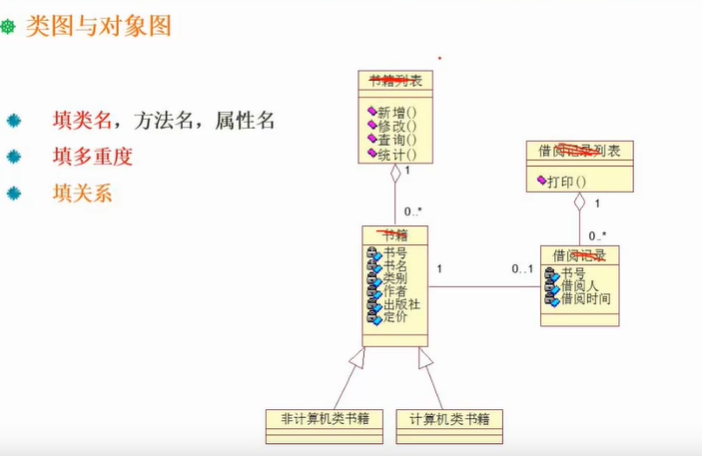 类图与对象图
填类名，方法名，属性名
填多重度
填关系
书籍列表
新增()
修改()
查询()
统计()
1
0..*
书籍
书号
书名
类别
作者
出版社
定价
1
0..1
借阅记录列表
打印()
1
0..*
借阅记录
书号
借阅人
借阅时间
非计算机类书籍
计算机类书籍